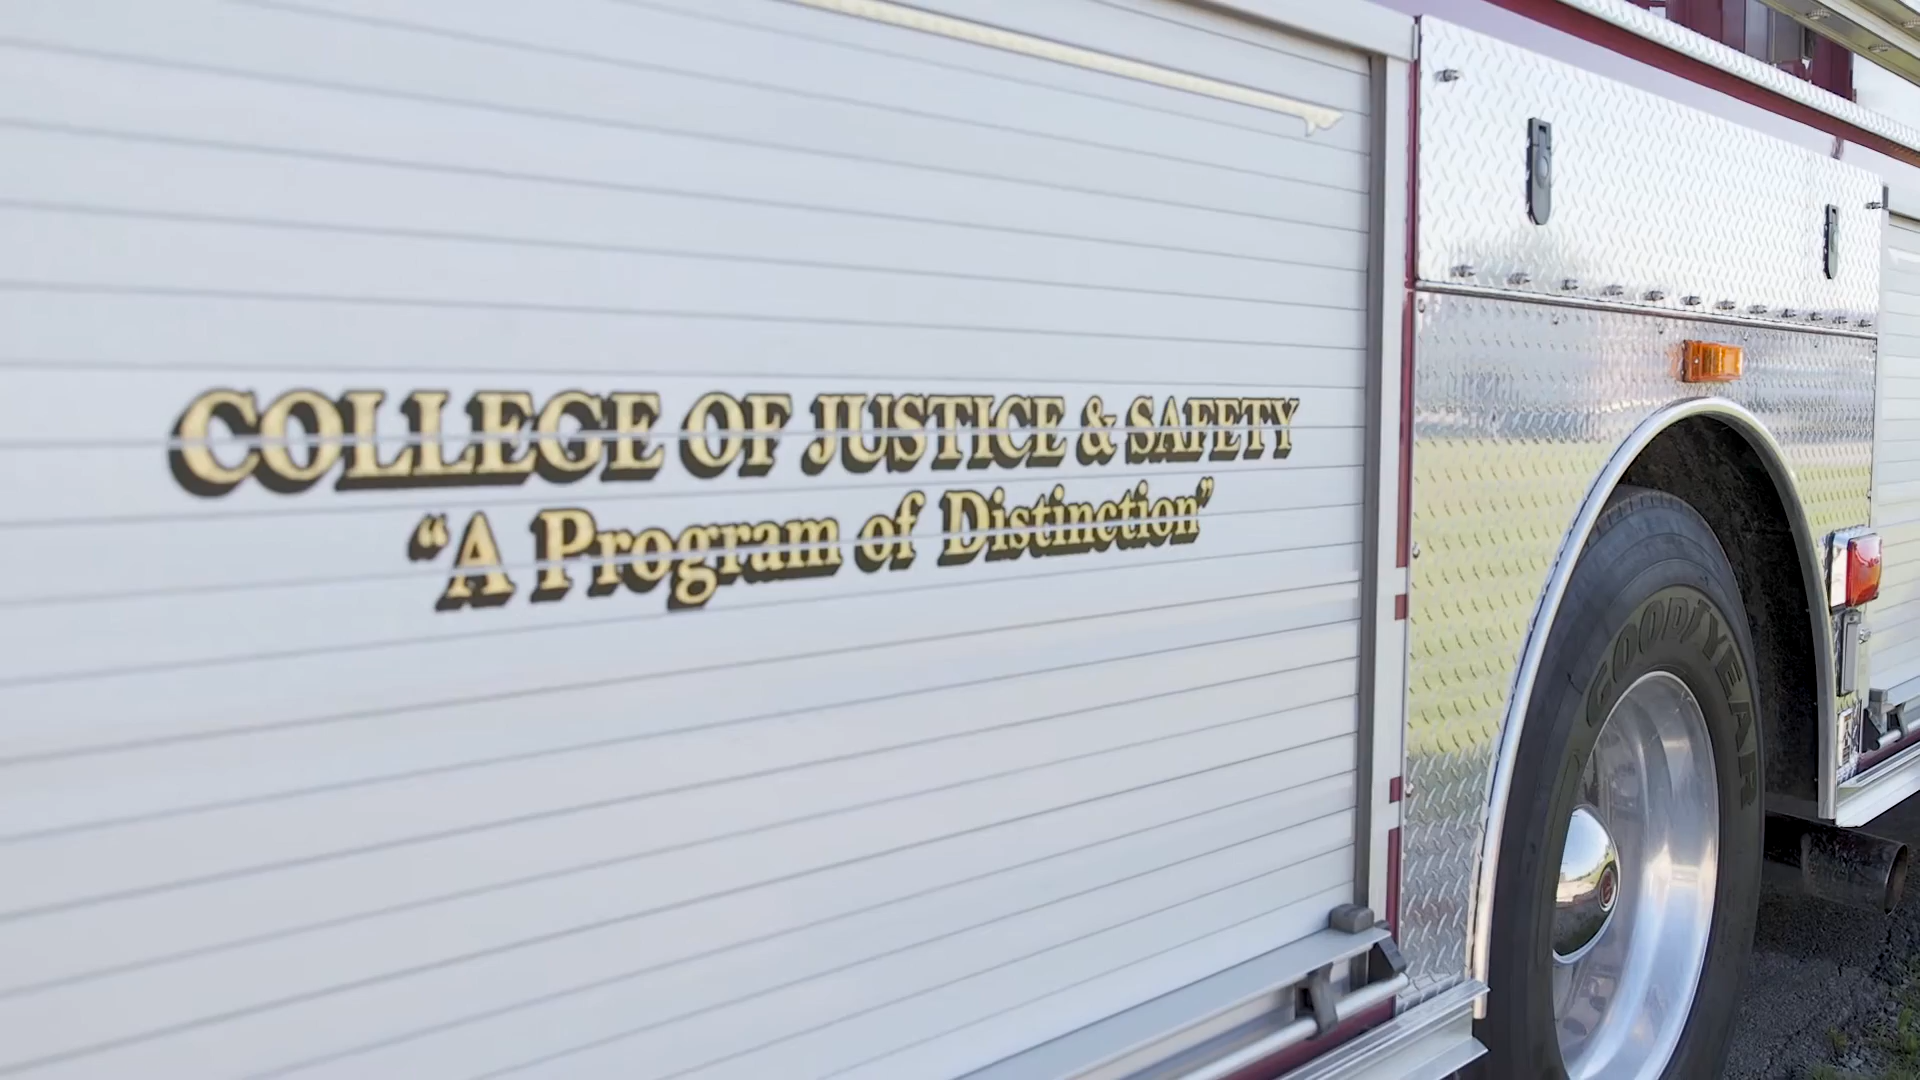 COLLEGE OF JUSTICE & SAFETY
“A Program of Distinction”
GOODYEAR